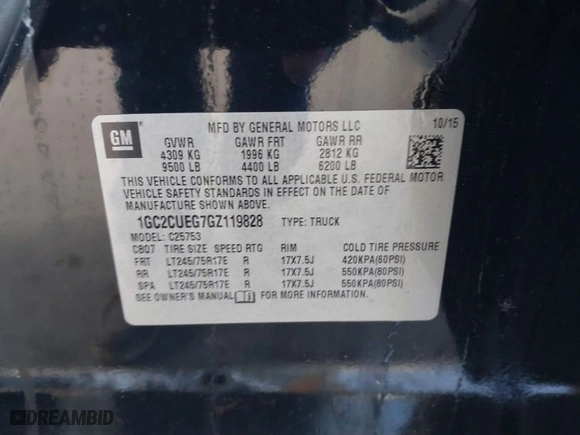 GM
MFD BY GENERAL MOTORS LLC 10/15
GVWR GAWR FRT GAWR RR
4309 KG 1996 KG 2812 KG
9500 LB 4400 LB 6200 LB
THIS VEHICLE CONFORMS TO ALL APPLICABLE U.S. FEDERAL MOTOR
VEHICLE SAFETY STANDARDS IN EFFECT ON THE DATE OF
MANUFACTURE SHOWN ABOVE.
1GC2CUEG7GZ119828 TYPE: TRUCK
C25753
CBOT TIRE SIZE SPEED RTG RIM COLD TIRE PRESSURE
FRT LT245/75R17E R 17X7.5J 420KPA(60PSI)
RR LT245/75R17E R 17X7.5J 550KPA(80PSI)
SPA LT245/75R17E R 17X7.5J 550KPA(80PSI)
SEE OWNER'S MANUAL FOR MORE INFORMATION.
DREAMBID